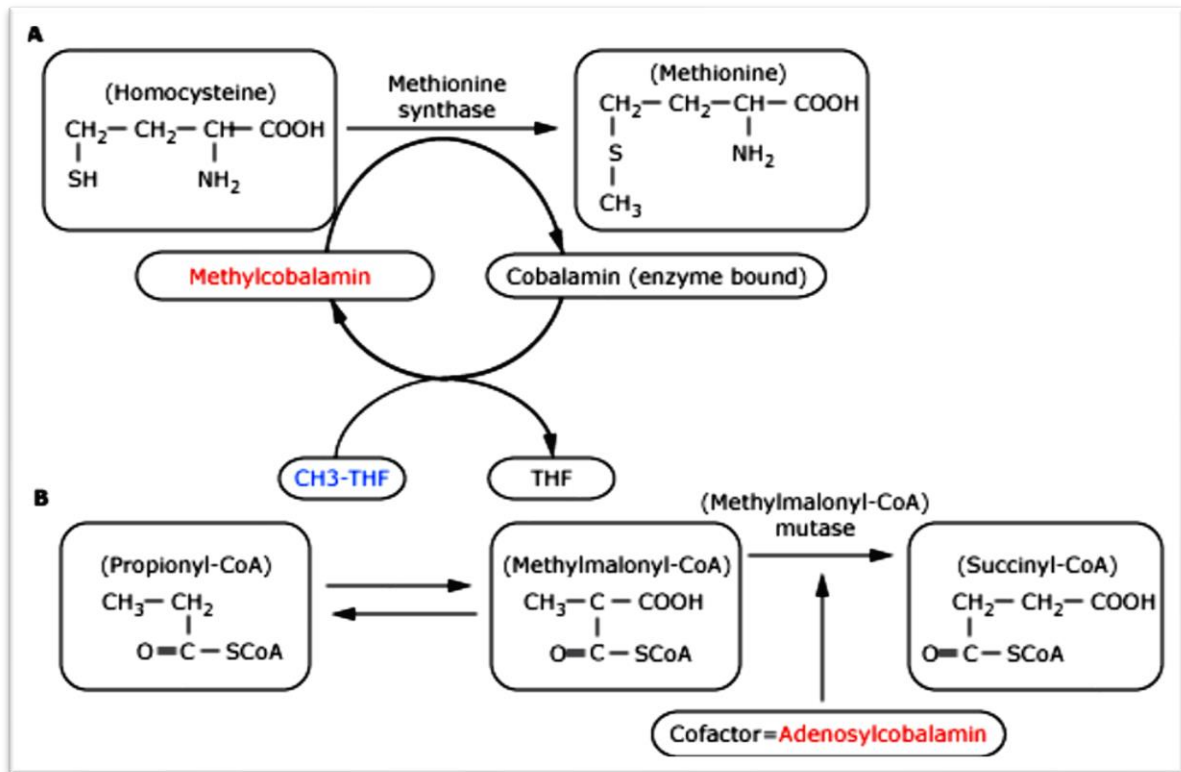 A
(Homocysteine)
CH2— CH2—CH— COOH
SH NH2
Methionine
synthase
(Methionine)
CH2— CH2—CH— COOH
S NH2
CH3
Methylcobalamin
Cobalamin (enzyme bound)
CH3-THF
THF
B
(Propionyl-CoA)
CH3— CH2
O=C—SCoA
(Methylmalonyl-CoA)
CH3—C — COOH
O=C—SCoA
(Methylmalonyl-CoA)
mutase
(Succinyl-CoA)
CH2— CH2— COOH
O=C—SCoA
Cofactor=Adenosylcobalamin